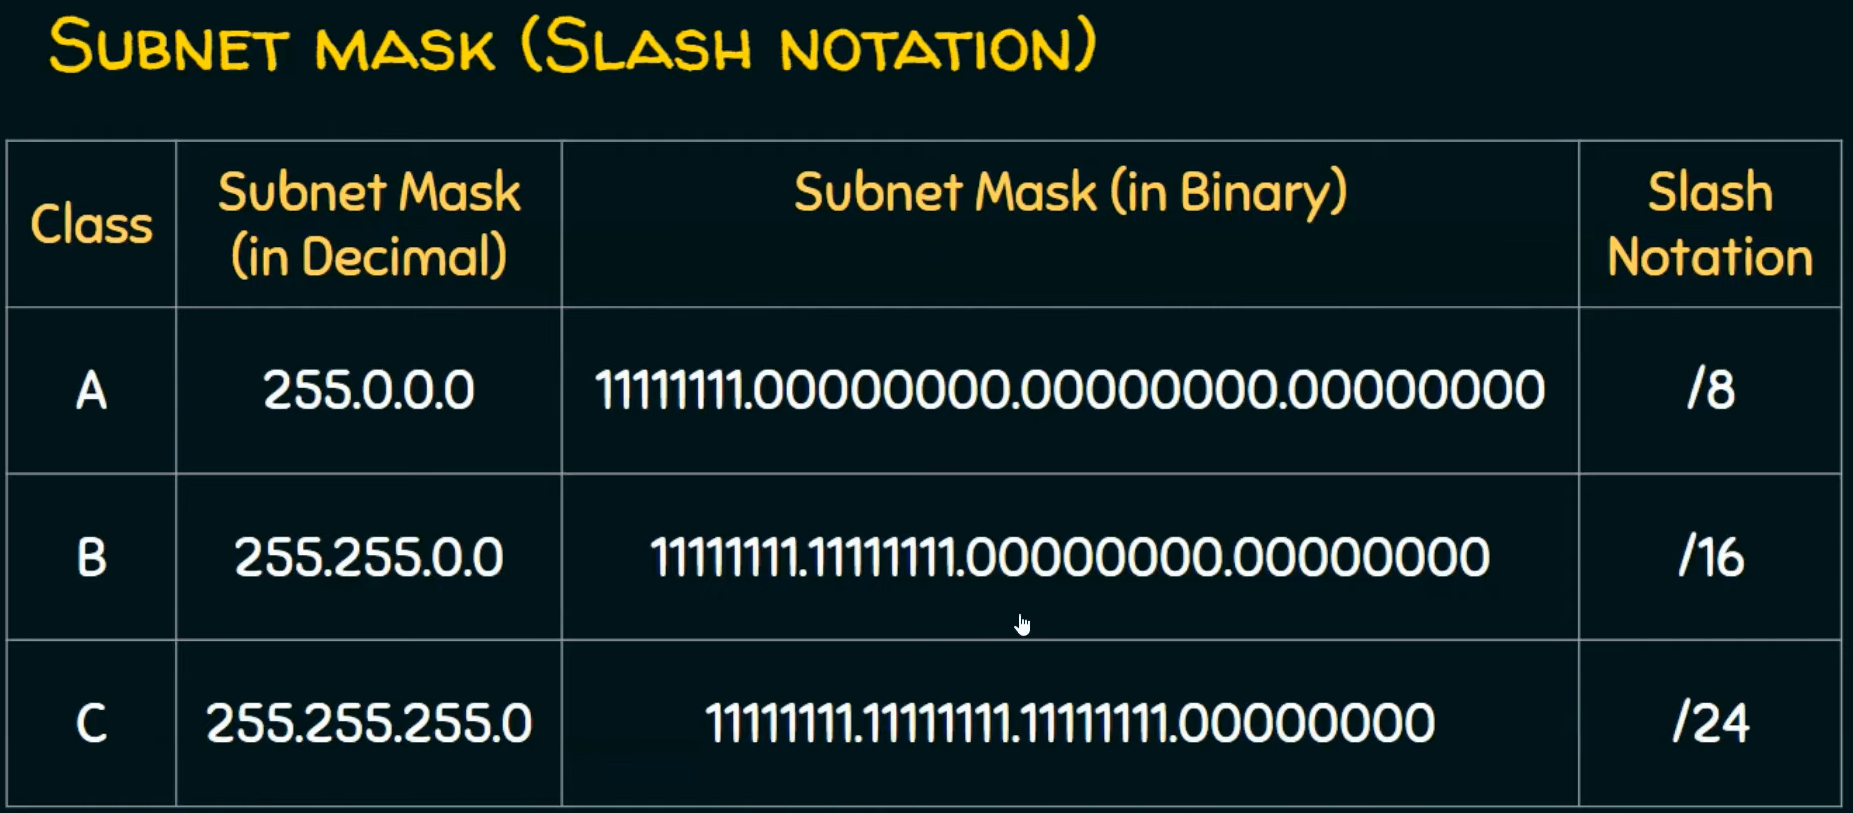 SUBNET MASK (SLASH NOTATION)
Class
Subnet Mask
(in Decimal)
Subnet Mask (in Binary)
Slash
Notation
A
255.0.0.0
11111111.00000000.00000000.00000000
/8
B
255.255.0.0
11111111.11111111.00000000.00000000
/16
C
255.255.255.0
11111111.11111111.11111111.00000000
/24